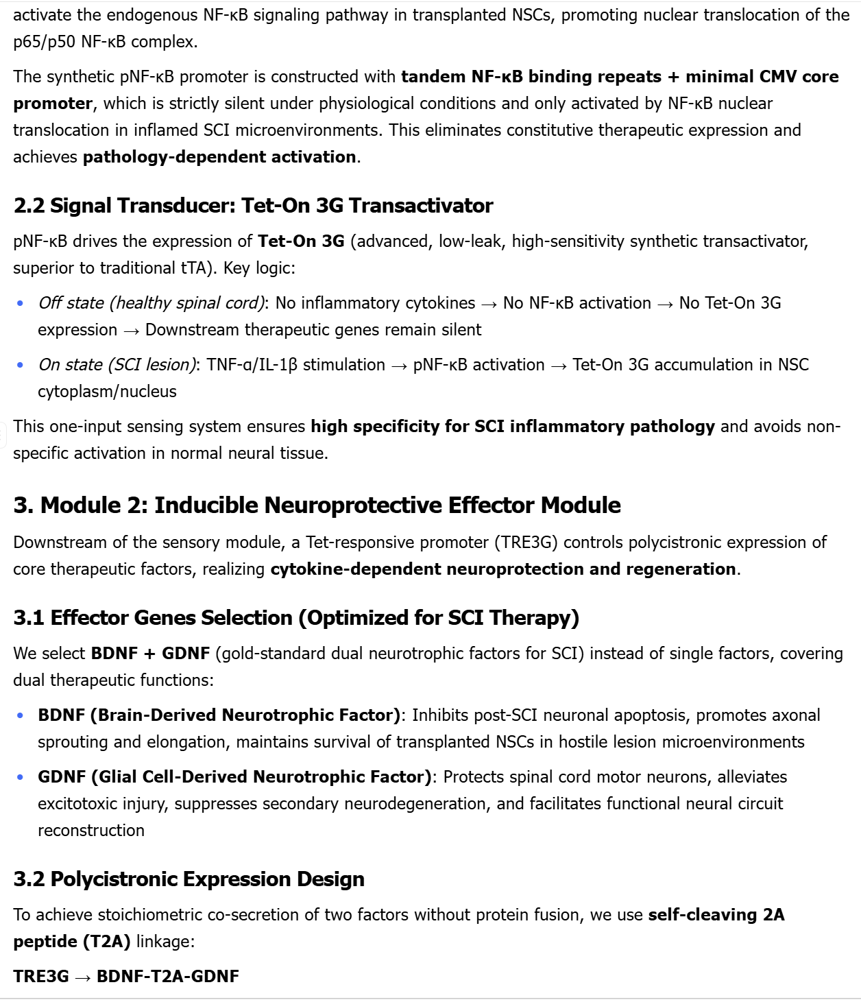 activate the endogenous NF-κB signaling pathway in transplanted NSCs, promoting nuclear translocation of the
p65/p50 NF-κB complex.
The synthetic pNF-κB promoter is constructed with tandem NF-κB binding repeats + minimal CMV core
promoter, which is strictly silent under physiological conditions and only activated by NF-κB nuclear
translocation in inflamed SCI microenvironments. This eliminates constitutive therapeutic expression and
achieves pathology-dependent activation.
2.2 Signal Transducer: Tet-On 3G Transactivator
pNF-κB drives the expression of Tet-On 3G (advanced, low-leak, high-sensitivity synthetic transactivator,
superior to traditional tTA). Key logic:
• Off state (healthy spinal cord): No inflammatory cytokines → No NF-κB activation → No Tet-On 3G
expression → Downstream therapeutic genes remain silent
• On state (SCI lesion): TNF-α/IL-1β stimulation → pNF-κB activation → Tet-On 3G accumulation in NSC
cytoplasm/nucleus
This one-input sensing system ensures high specificity for SCI inflammatory pathology and avoids non-
specific activation in normal neural tissue.
3. Module 2: Inducible Neuroprotective Effector Module
Downstream of the sensory module, a Tet-responsive promoter (TRE3G) controls polycistronic expression of
core therapeutic factors, realizing cytokine-dependent neuroprotection and regeneration.
3.1 Effector Genes Selection (Optimized for SCI Therapy)
We select BDNF + GDNF (gold-standard dual neurotrophic factors for SCI) instead of single factors, covering
dual therapeutic functions:
• BDNF (Brain-Derived Neurotrophic Factor): Inhibits post-SCI neuronal apoptosis, promotes axonal
sprouting and elongation, maintains survival of transplanted NSCs in hostile lesion microenvironments
• GDNF (Glial Cell-Derived Neurotrophic Factor): Protects spinal cord motor neurons, alleviates
excitotoxic injury, suppresses secondary neurodegeneration, and facilitates functional neural circuit
reconstruction
3.2 Polycistronic Expression Design
To achieve stoichiometric co-secretion of two factors without protein fusion, we use self-cleaving 2A
peptide (T2A) linkage:
TRE3G → BDNF-T2A-GDNF